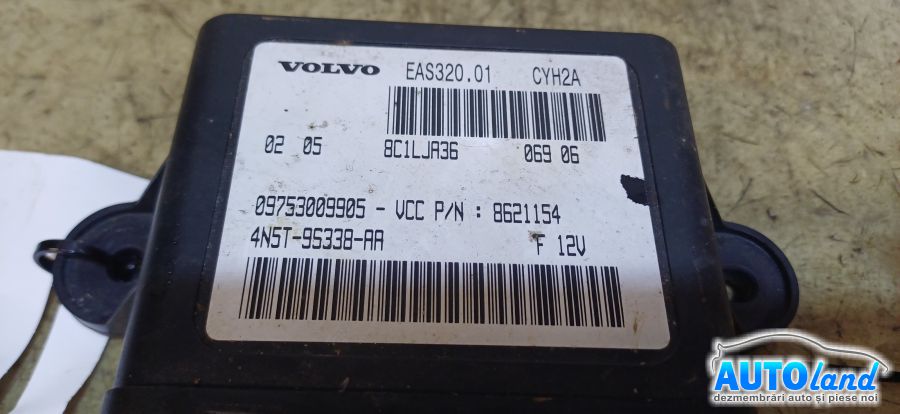 VOLVO EAS320.01 CYH2A
02 05 8C1LJA36 069 06
09753009905 - VCC P/N : 8621154
4N5T-9S338-AA F 12V
AUTOland
dezmembrări auto și piese noi